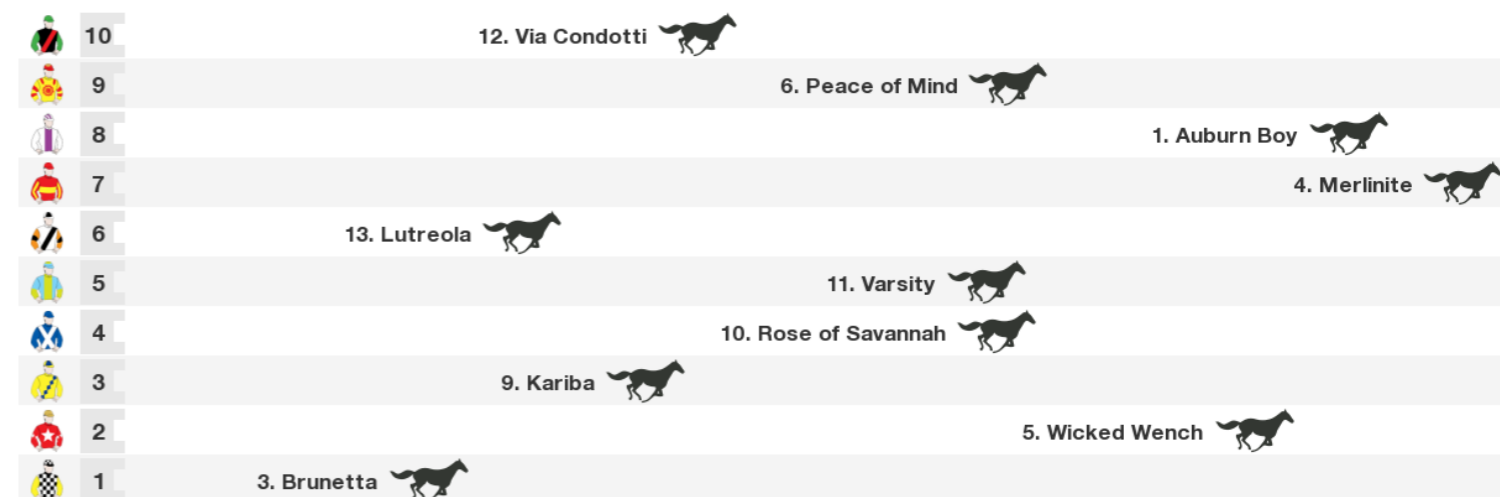 10 12. Via Condotti
9 6. Peace of Mind
8 1. Auburn Boy
7 4. Merlinite
6 13. Lutreola
5 11. Varsity
4 10. Rose of Savannah
3 9. Kariba
2 5. Wicked Wench
1 3. Brunetta